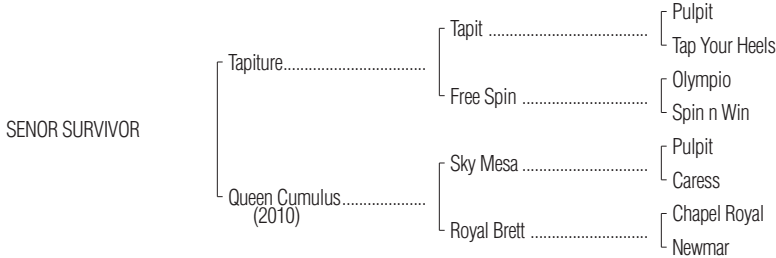 Pulpit
Tapit
Tap Your Heels
Tapiture
Olympio
Free Spin
Spin n Win
SENOR SURVIVOR
Pulpit
Sky Mesa
Caress
Queen Cumulus
(2010)
Chapel Royal
Royal Brett
Newmar